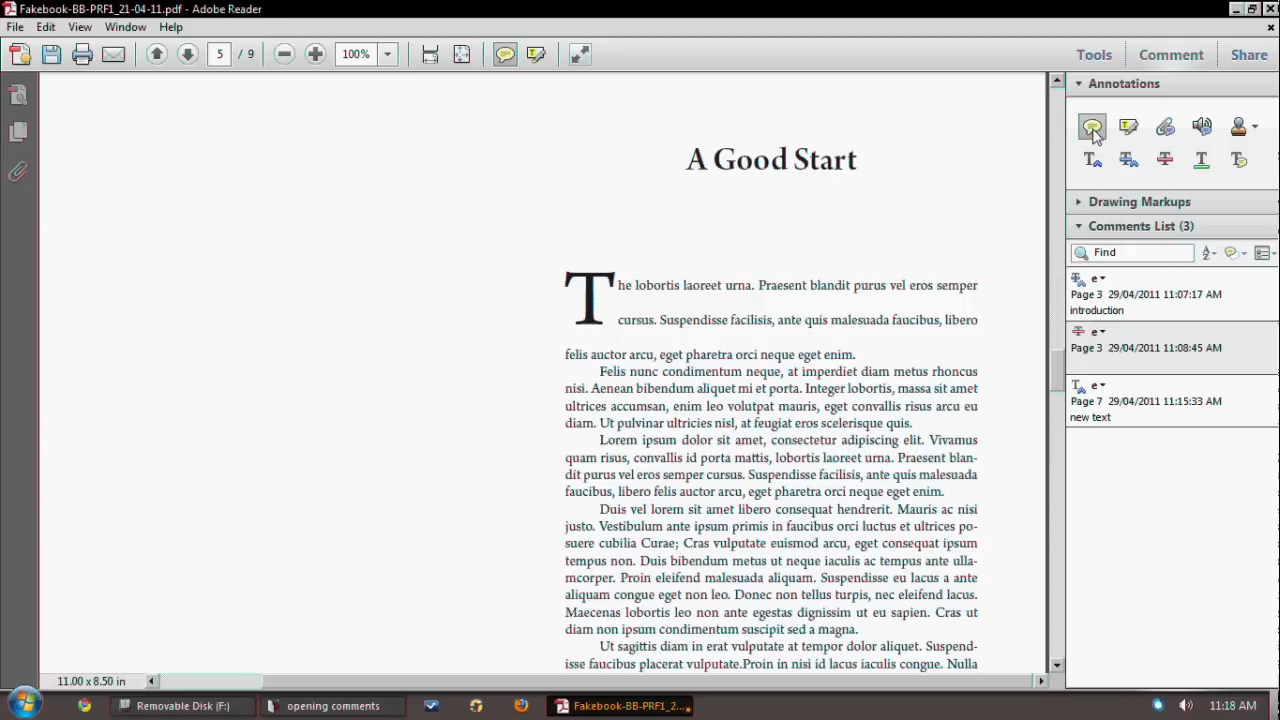 Fakebook-BB-PRF1_21-04-11.pdf - Adobe Reader
File Edit View Window Help
5 / 9 100% Tools Comment Share
Annotations
Drawing Markups
Comments List (3)
Find
e
Page 3 29/04/2011 11:07:17 AM
introduction
e
Page 3 29/04/2011 11:08:45 AM
e
Page 7 29/04/2011 11:15:33 AM
new text
A Good Start
The lobortis laoreet urna. Praesent blandit purus vel eros semper
cursus. Suspendisse facilisis, ante quis malesuada faucibus, libero
felis auctor arcu, eget pharetra orci neque eget enim.
Felis nunc condimentum neque, at imperdiet diam metus rhoncus
nisi. Aenean bibendum aliquet mi et porta. Integer lobortis, massa sit amet
ultrices accumsan, enim leo volutpat mauris, eget convallis risus arcu eu
diam. Ut pulvinar ultricies nisl, at feugiat eros scelerisque quis.
Lorem ipsum dolor sit amet, consectetur adipiscing elit. Vivamus
quam risus, convallis id porta mattis, lobortis laoreet urna. Praesent blan-
dit purus vel eros semper cursus. Suspendisse facilisis, ante quis malesuada
faucibus, libero felis auctor arcu, eget pharetra orci neque eget enim.
Duis vel lorem sit amet libero consequat hendrerit. Mauris ac nisi
justo. Vestibulum ante ipsum primis in faucibus orci luctus et ultrices po-
suere cubilia Curae; Cras vulputate euismod arcu, eget consequat ipsum
tempus non. Duis bibendum metus ut neque iaculis ac tempus ante ulla-
mcorper. Proin eleifend malesuada aliquam. Suspendisse eu lacus a ante
aliquam congue eget non leo. Donec non tellus turpis, nec eleifend lacus.
Maecenas lobortis leo non ante egestas dignissim ut eu sapien. Cras ut
diam non ipsum condimentum suscipit sed a magna.
Ut sagittis diam in erat vulputate at tempor dolor aliquet. Suspend-
isse faucibus placerat vulputate.Proin in nisi id lacus iaculis congue. Nulla
11.00 x 8.50 in
Removable Disk (F:) opening comments Fakebook-BB-PRF1_2... 11:18 AM